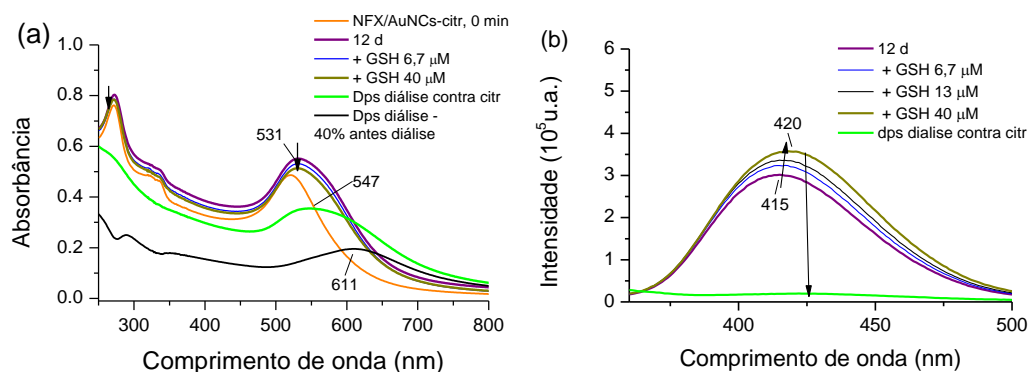 (a)
NFX/AuNCs-citr, 0 min
12 d
+ GSH 6,7 μM
+ GSH 40 μM
Dps diálise contra citr
Dps diálise -
40% antes diálise
531
547
611
1.0
0.8
0.6
0.4
0.2
0.0
Absorbância
300 400 500 600 700 800
Comprimento de onda (nm)
(b)
12 d
+ GSH 6,7 μM
+ GSH 13 μM
+ GSH 40 μM
dps dialise contra citr
420
415
6
5
4
3
2
1
0
Intensidade (10⁵u.a.)
400 450 500
Comprimento de onda (nm)